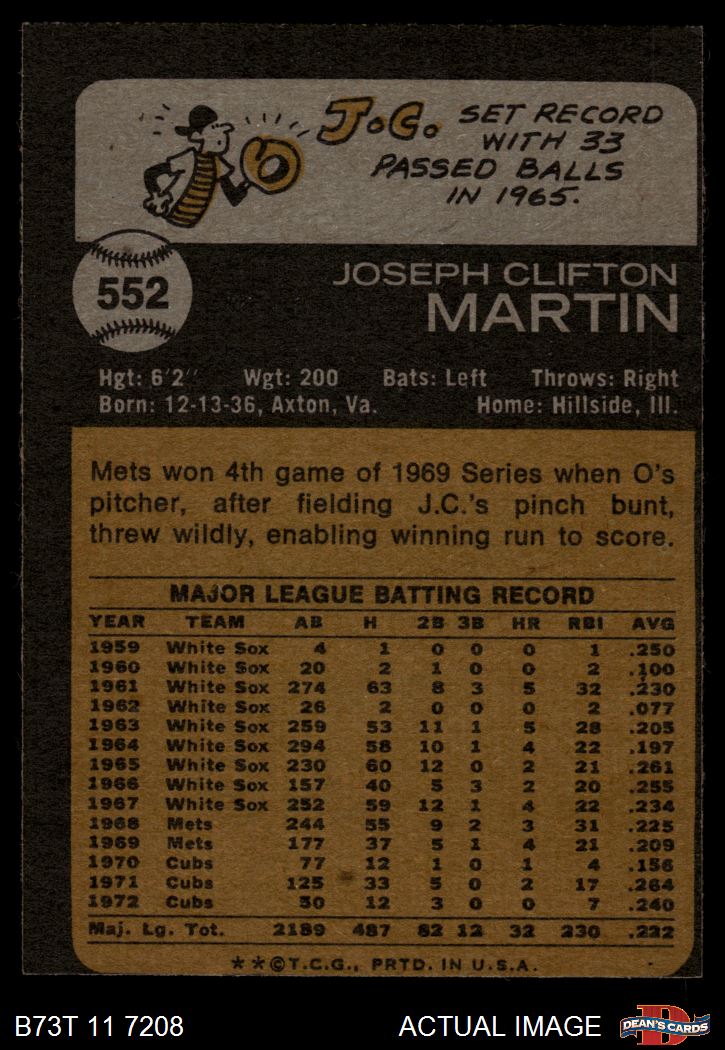 J.C. SET RECORD
WITH 33
PASSED BALLS
IN 1965.
552
JOSEPH CLIFTON
MARTIN
Hgt: 6'2" Wgt: 200 Bats: Left Throws: Right
Born: 12-13-36, Axton, Va. Home: Hillside, Ill.
Mets won 4th game of 1969 Series when O's
pitcher, after fielding J.C.'s pinch bunt,
threw wildly, enabling winning run to score.
MAJOR LEAGUE BATTING RECORD
YEAR TEAM AB H 2B 3B HR RBI AVG
1959 White Sox 4 1 0 0 0 1 .250
1960 White Sox 20 2 1 0 0 2 .100
1961 White Sox 274 63 8 3 5 32 .230
1962 White Sox 26 2 0 0 0 2 .077
1963 White Sox 259 53 11 1 5 28 .205
1964 White Sox 294 58 10 1 4 22 .197
1965 White Sox 230 60 12 0 2 21 .261
1966 White Sox 157 40 5 3 2 20 .255
1967 White Sox 252 59 12 1 4 22 .234
1968 Mets 244 55 9 2 3 31 .225
1969 Mets 177 37 5 1 4 21 .209
1970 Cubs 77 12 1 0 1 4 .156
1971 Cubs 125 33 5 0 2 17 .264
1972 Cubs 50 12 3 0 0 7 .240
Maj. Lg. Tot. 2189 487 82 12 32 230 .222
**©T.C.G., PRTD. IN U.S.A.
B73T 11 7208 ACTUAL IMAGE DEAN'S CARDS